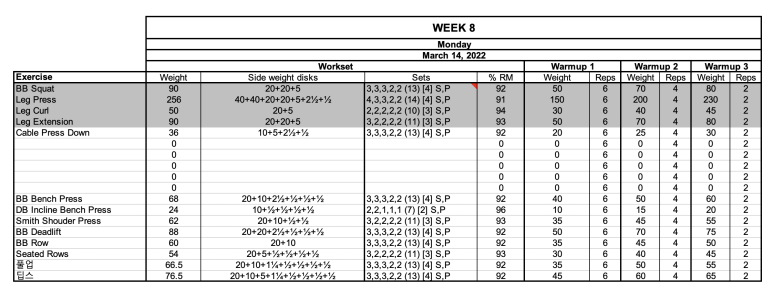 WEEK 8
Monday
March 14, 2022
Workset Warmup 1 Warmup 2 Warmup 3
Exercise Weight Side weight disks Sets % RM Weight Reps Weight Reps Weight Reps
BB Squat 90 20+20+5 3,3,3,2,2 (13) [4] S,P 92 50 6 70 4 80 2
Leg Press 256 40+40+20+20+5+2½+½ 4,3,3,2,2 (14) [4] S,P 91 150 6 200 4 230 2
Leg Curl 50 20+5 2,2,2,2,2 (10) [3] S,P 94 30 6 40 4 45 2
Leg Extension 90 20+20+5 3,2,2,2,2 (11) [3] S,P 93 50 6 70 4 80 2
Cable Press Down 36 10+5+2½+½ 3,3,3,2,2 (13) [4] S,P 92 20 6 25 4 30 2
0 0 0 6 0 4 0 2
0 0 0 6 0 4 0 2
0 0 0 6 0 4 0 2
0 0 0 6 0 4 0 2
0 0 0 6 0 4 0 2
BB Bench Press 68 20+10+2½+½+½+½ 3,3,3,2,2 (13) [4] S,P 92 40 6 50 4 60 2
DB Incline Bench Press 24 10+½+½+½+½ 2,2,1,1,1 (7) [2] S,P 96 10 6 15 4 20 2
Smith Shouder Press 62 20+10+½+½ 3,2,2,2,2 (11) [3] S,P 93 35 6 45 4 55 2
BB Deadlift 88 20+20+2½+½+½+½ 3,3,3,2,2 (13) [4] S,P 92 50 6 70 4 75 2
BB Row 60 20+10 3,3,3,2,2 (13) [4] S,P 92 35 6 45 4 50 2
Seated Rows 54 20+5+½+½+½+½ 3,2,2,2,2 (11) [3] S,P 93 30 6 40 4 45 2
풀업 66.5 20+10+1¼+½+½+½+½ 3,3,3,2,2 (13) [4] S,P 92 35 6 50 4 55 2
딥스 76.5 20+10+5+1¼+½+½+½+½ 3,3,3,2,2 (13) [4] S,P 92 45 6 60 4 65 2